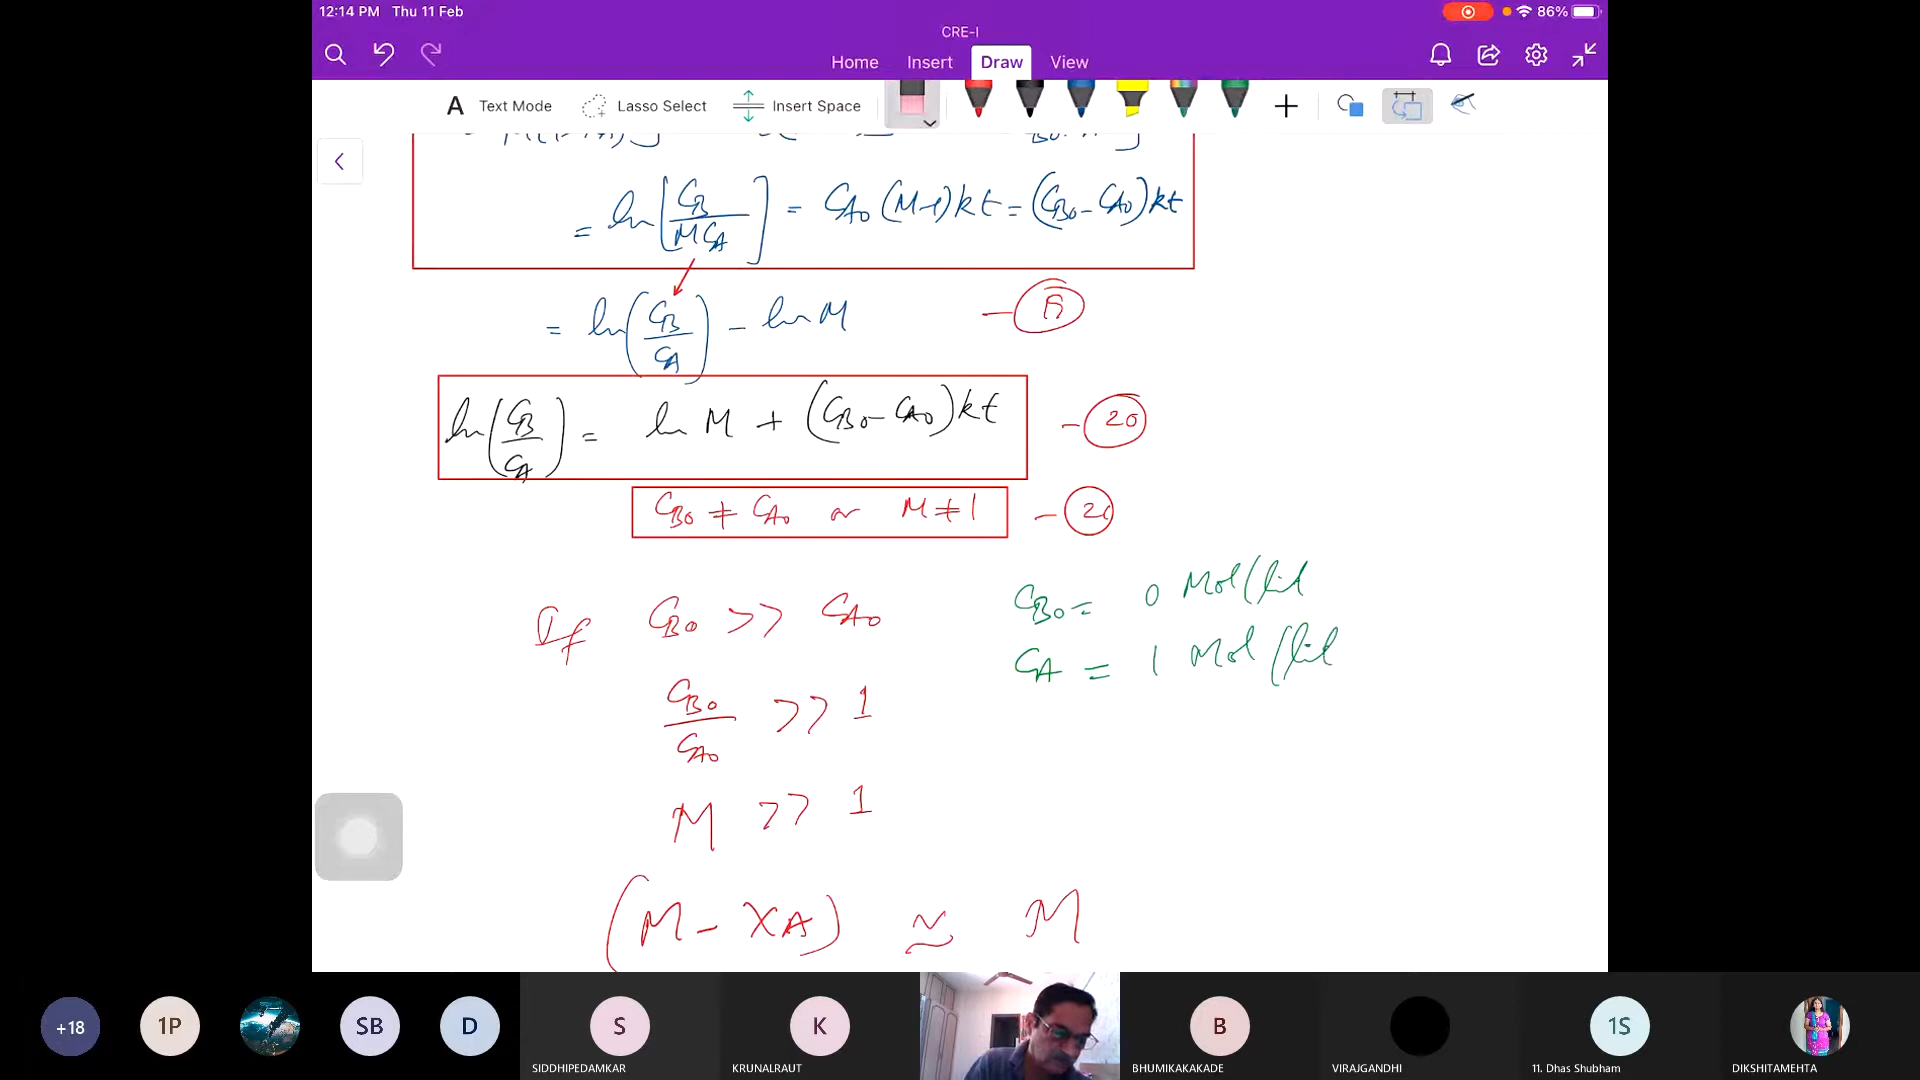 12:14 PM Thu 11 Feb
86%
CRE-I
Home Insert Draw View
A Text Mode Lasso Select Insert Space
= ln[CB/MCA] = CA0 (M-1)kt = (CB0 - CA0)kt
= ln(CB/CA) - ln M
ln(CB/CA) = ln M + (CB0 - CA0)kt - 20
CB0 ≠ CA0 or M ≠ 1
If CB0 >> CA0
CB0 = 0 Mol/lit
CA = 1 Mol/lit
CB0/CA0 >> 1
M >> 1
(M - XA) ≈ M
+18 1P SB D S K B 1S
SIDDHIPEDAMKAR KRUNALRAUT BHUMIKAKAKADE VIRAJGANDHI 11. Dhas Shubham DIKSHITAMEHTA